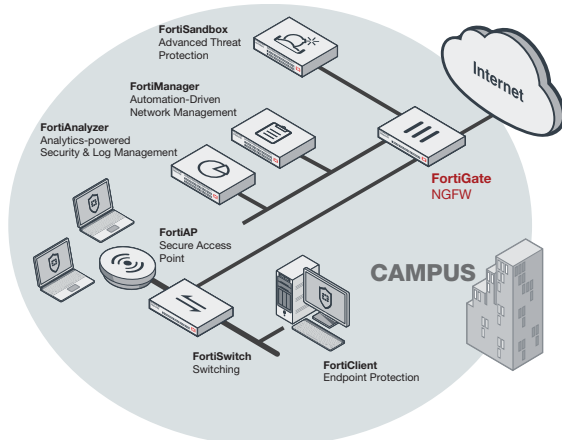 FortiSandbox
Advanced Threat
Protection
Internet
FortiManager
Automation-Driven
Network Management
FortiAnalyzer
Analytics-powered
Security & Log Management
FortiGate
NGFW
FortiAP
Secure Access
Point
CAMPUS
FortiSwitch
Switching
FortiClient
Endpoint Protection